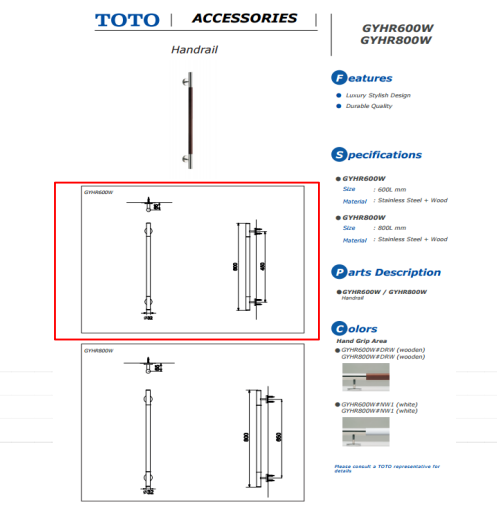 TOTO
ACCESSORIES
GYHR600W
GYHR800W
Handrail
Features
Luxury Stylish Design
Durable Quality
Specifications
GYHR600W
Size : 600L mm
Material : Stainless Steel + Wood
GYHR800W
Size : 800L mm
Material : Stainless Steel + Wood
Parts Description
GYHR600W / GYHR800W
Handrail
Colors
Hand Grip Area
GYHR600W#DRW (wooden)
GYHR800W#DRW (wooden)
GYHR600W#NW1 (white)
GYHR800W#NW1 (white)
Please consult a TOTO representative for
details
GYHR600W
600
450
GYHR800W
800
650